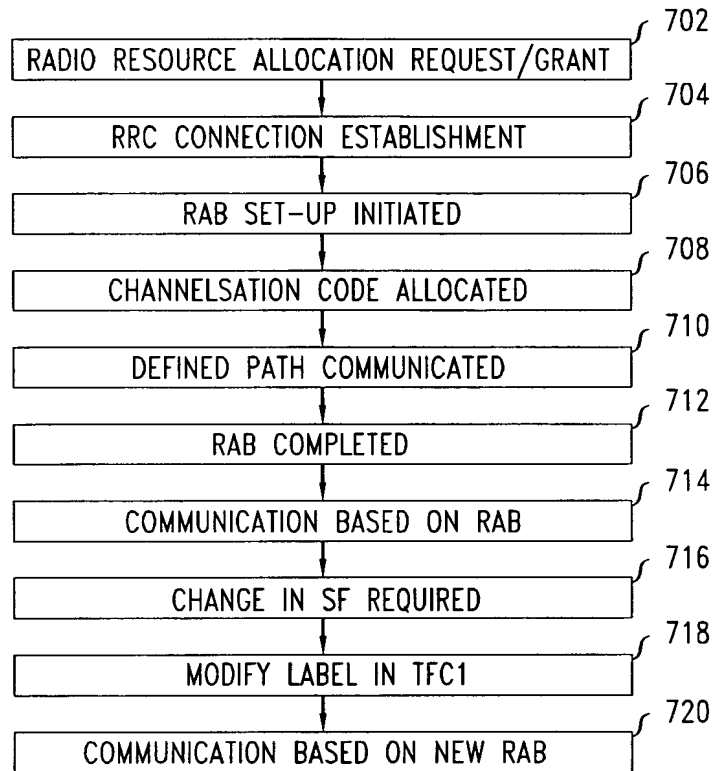 702
RADIO RESOURCE ALLOCATION REQUEST/GRANT
704
RRC CONNECTION ESTABLISHMENT
706
RAB SET-UP INITIATED
708
CHANNELSATION CODE ALLOCATED
710
DEFINED PATH COMMUNICATED
712
RAB COMPLETED
714
COMMUNICATION BASED ON RAB
716
CHANGE IN SF REQUIRED
718
MODIFY LABEL IN TFC1
720
COMMUNICATION BASED ON NEW RAB